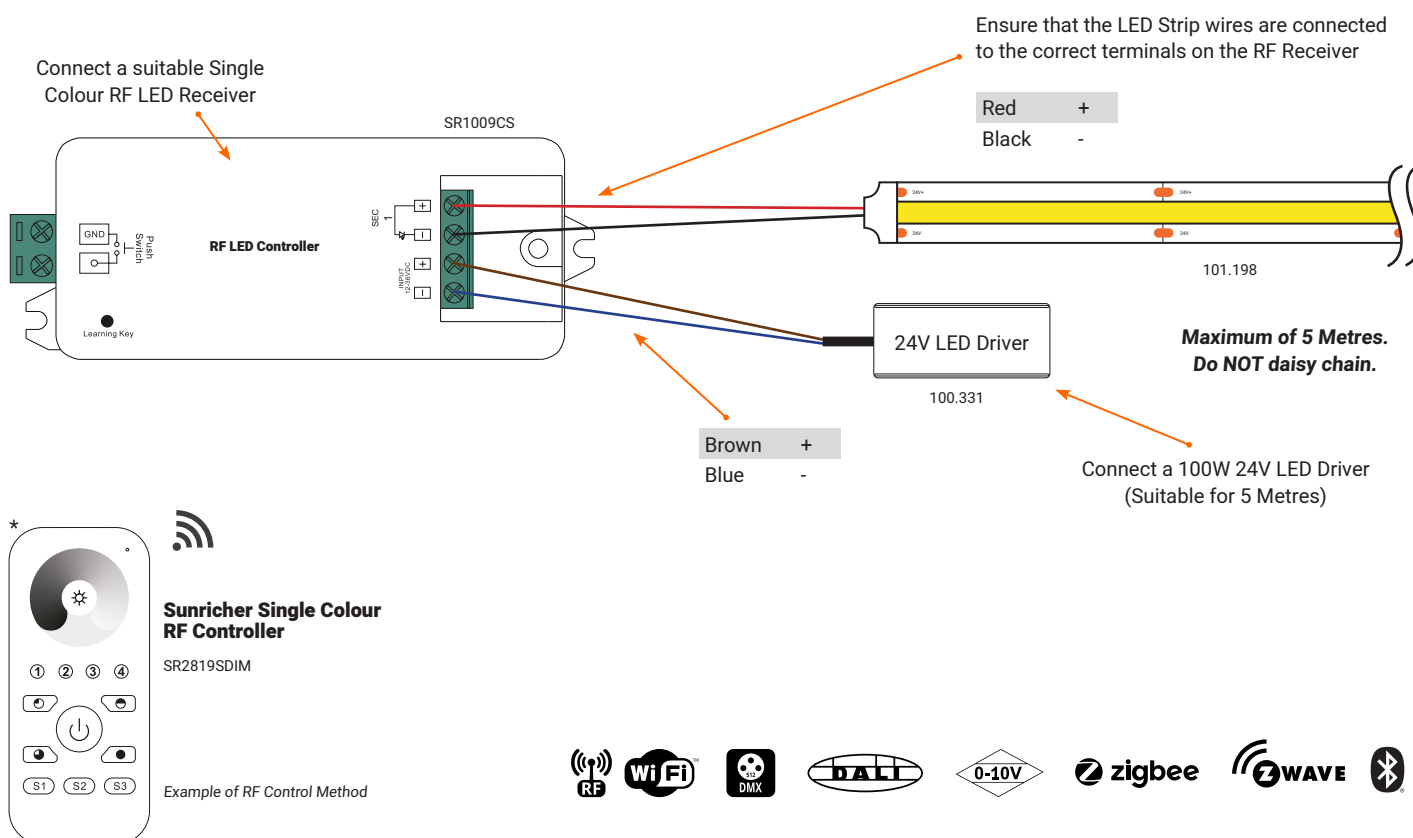 Ensure that the LED Strip wires are connected
to the correct terminals on the RF Receiver
Connect a suitable Single
Colour RF LED Receiver
Red +
Black -
SR1009CS
GND
Push
Switch
RF LED Controller
Learning Key
SEC
1
+
-
INPUT
12-36VDC
+
-
24V+ 24V+
24V- 24V-
101.198
24V LED Driver
100.331
Maximum of 5 Metres.
Do NOT daisy chain.
Brown +
Blue -
Connect a 100W 24V LED Driver
(Suitable for 5 Metres)
*
Sunricher Single Colour
RF Controller
SR2819SDIM
1 2 3 4
S1 S2 S3
Example of RF Control Method
RF
WiFi™
512
DMX
DALI
0-10V
zigbee
Z WAVE
®